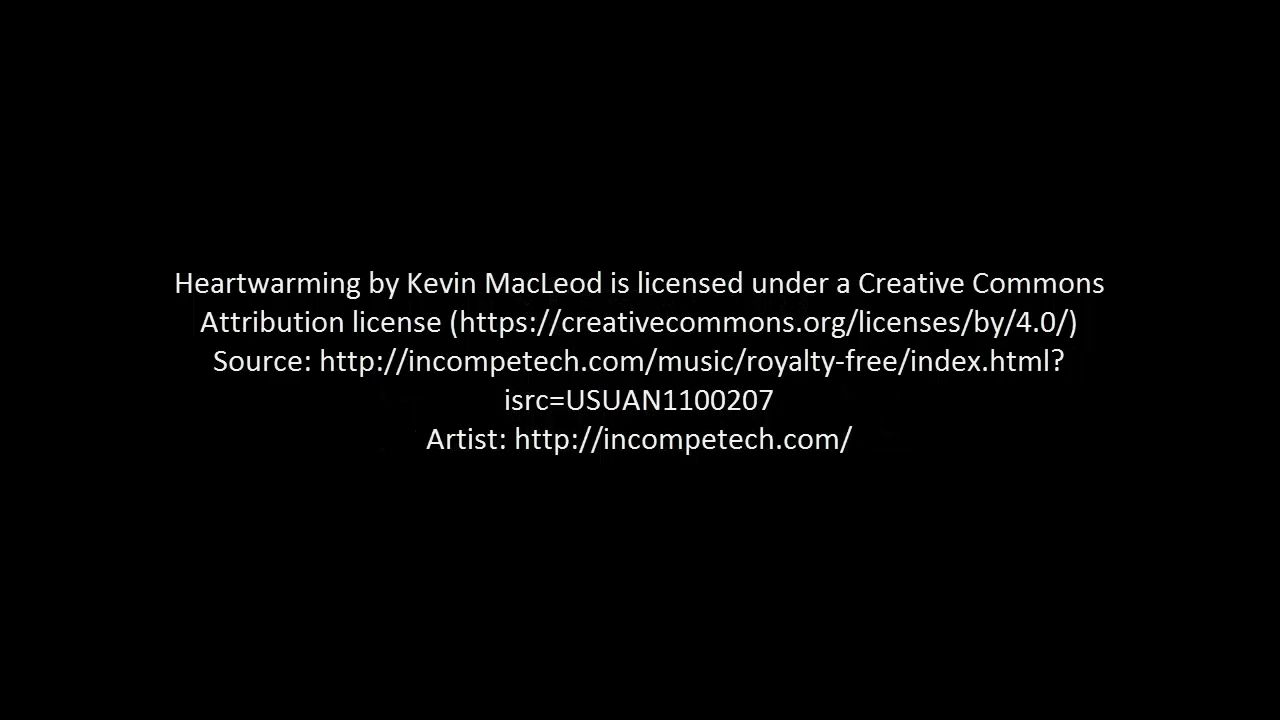 Heartwarming by Kevin MacLeod is licensed under a Creative Commons
Attribution license (https://creativecommons.org/licenses/by/4.0/)
Source: http://incompetech.com/music/royalty-free/index.html?
isrc=USUAN1100207
Artist: http://incompetech.com/